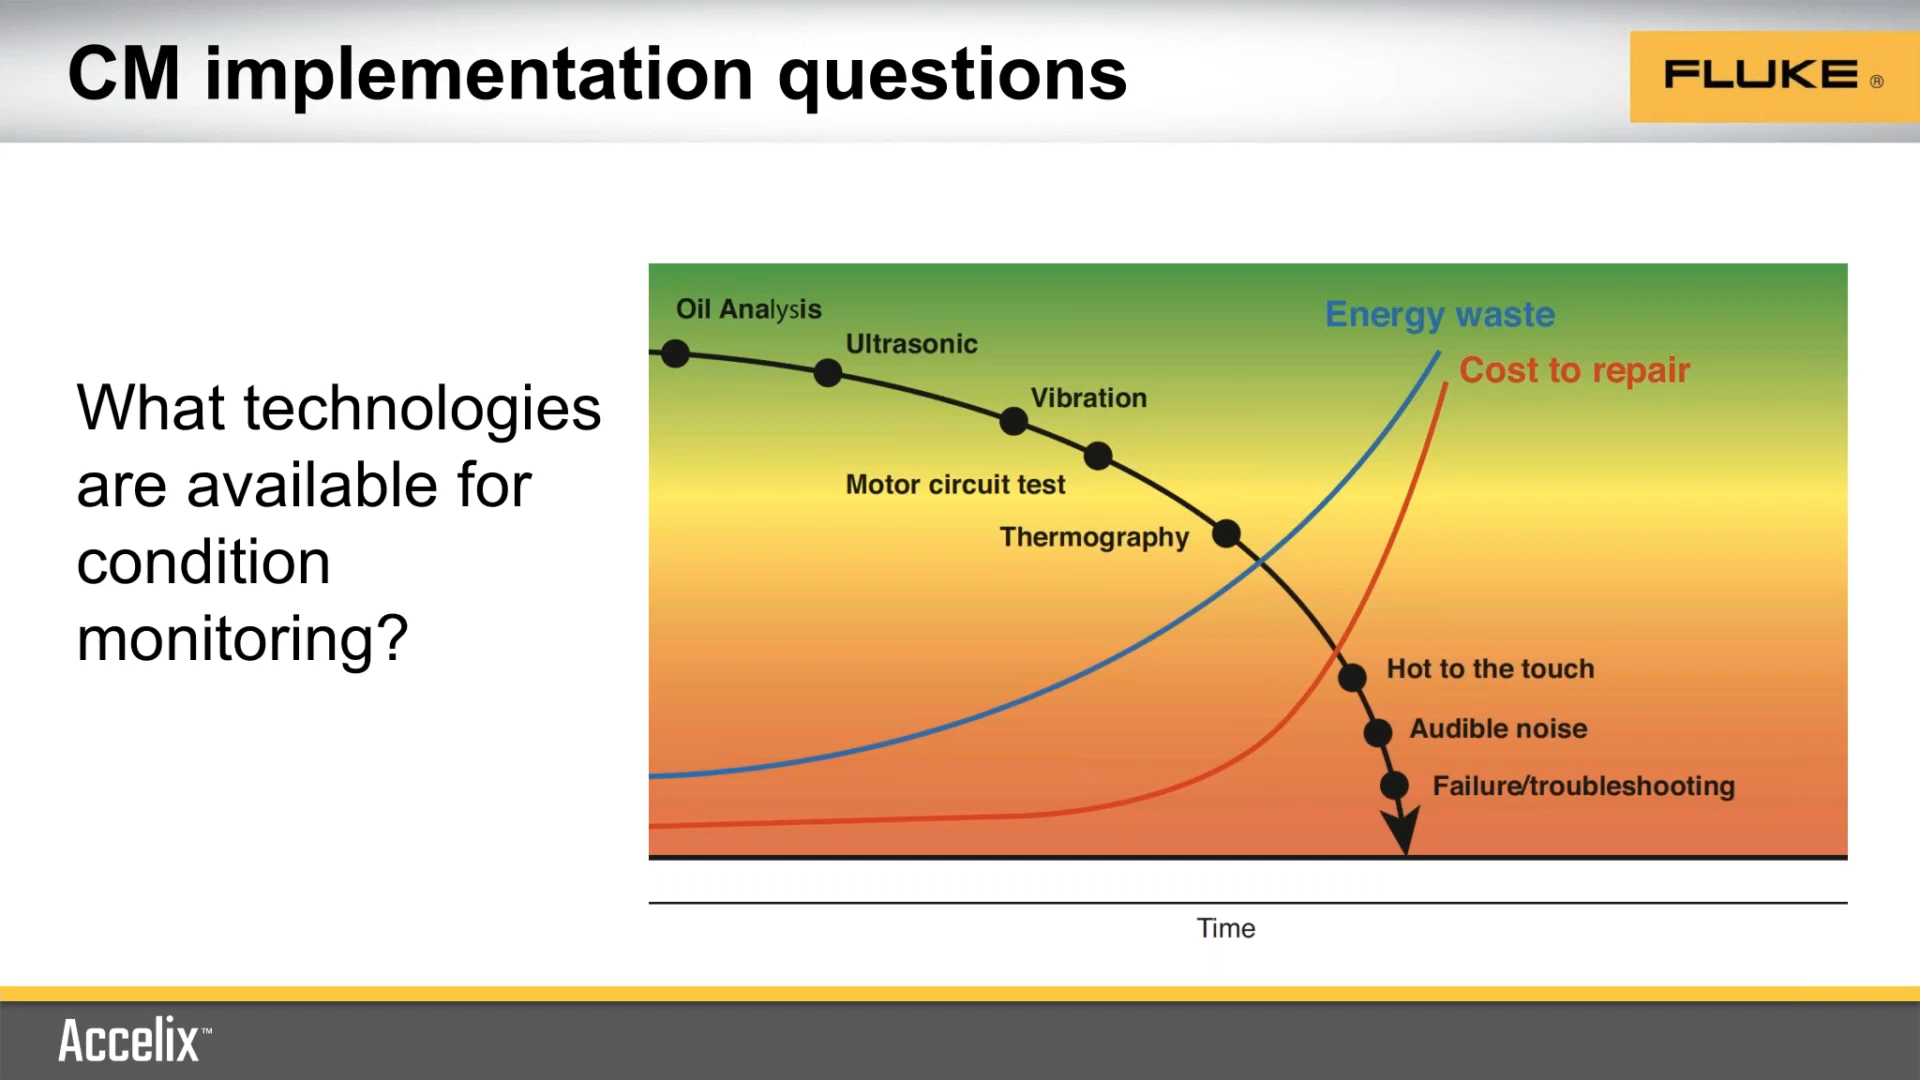 CM implementation questions
FLUKE ®
What technologies
are available for
condition
monitoring?
Oil Analysis
Ultrasonic
Vibration
Motor circuit test
Thermography
Energy waste
Cost to repair
Hot to the touch
Audible noise
Failure/troubleshooting
Time
Accelix™